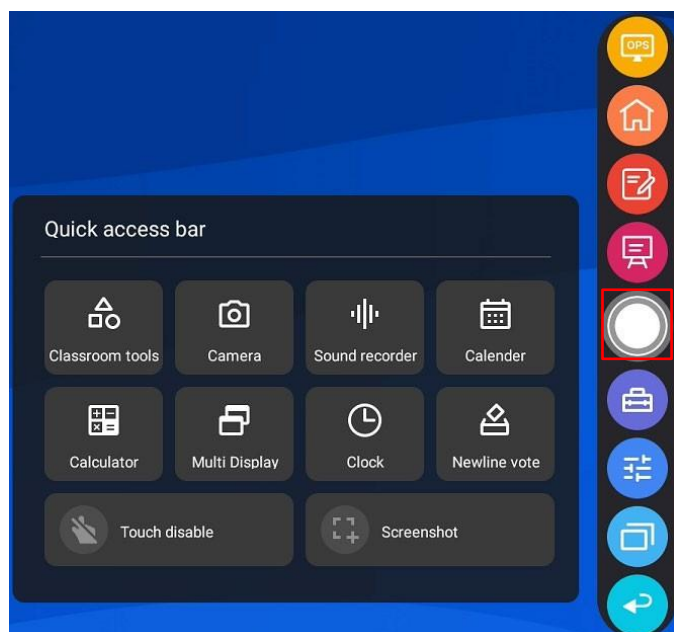 OPS
Quick access bar
Classroom tools
Camera
Sound recorder
Calender
Calculator
Multi Display
Clock
Newline vote
Touch disable
Screenshot